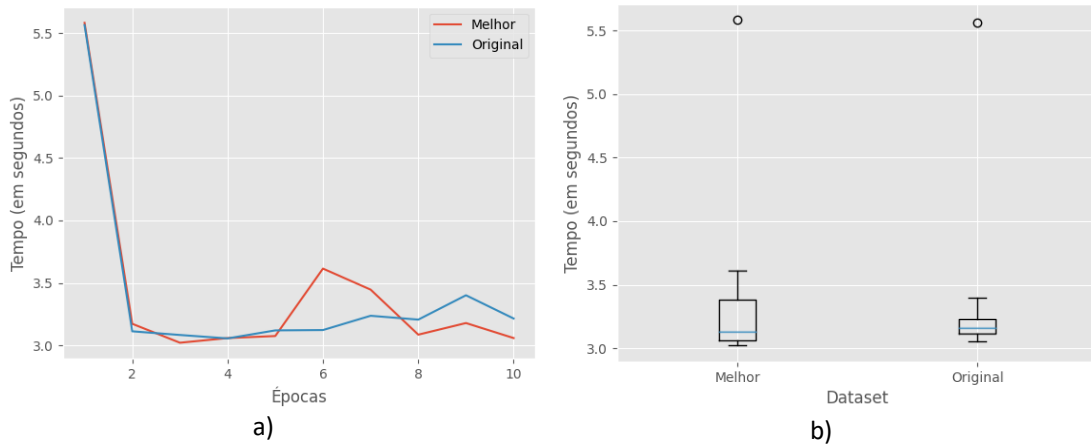 Melhor
Original
5.5
5.0
4.5
4.0
3.5
3.0
Tempo (em segundos)
2 4 6 8 10
Épocas
a)
5.5
5.0
4.5
4.0
3.5
3.0
Tempo (em segundos)
Melhor Original
Dataset
b)